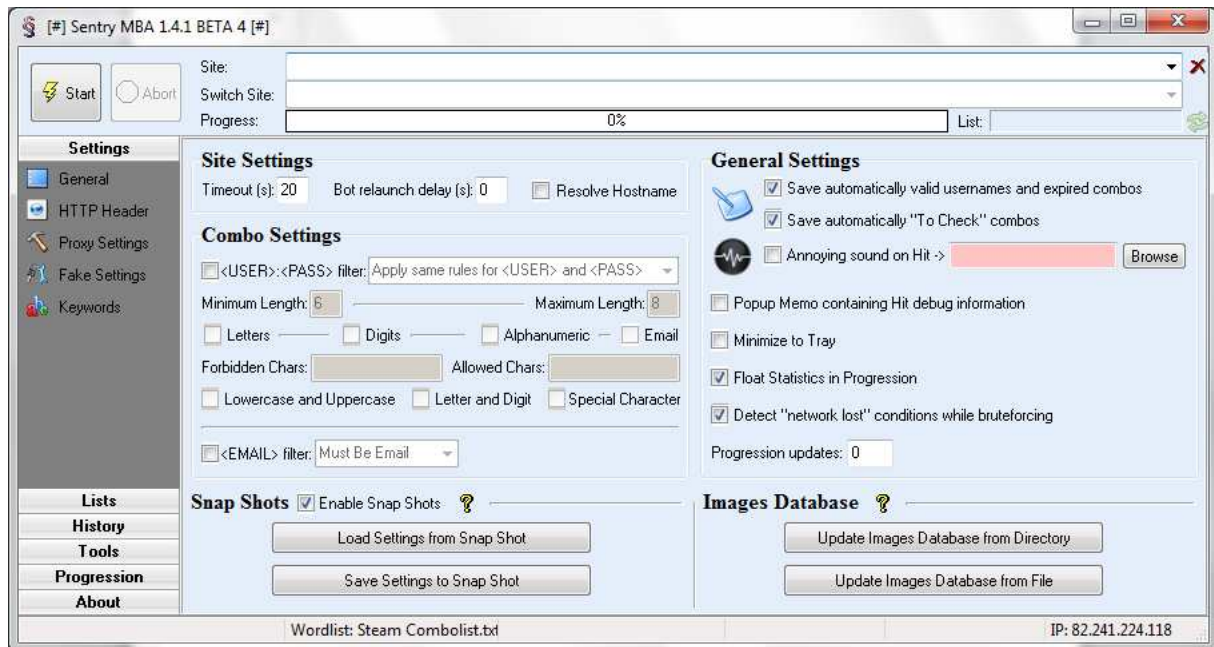 [#] Sentry MBA 1.4.1 BETA 4 [#]
Start
Abort
Site:
Switch Site:
Progress: 0% List:
Settings
General
HTTP Header
Proxy Settings
Fake Settings
Keywords
Lists
History
Tools
Progression
About
Site Settings
Timeout (s): 20 Bot relaunch delay (s): 0 Resolve Hostname
Combo Settings
<USER>:<PASS> filter: Apply same rules for <USER> and <PASS>
Minimum Length: 6 Maximum Length: 8
Letters Digits Alphanumeric Email
Forbidden Chars: Allowed Chars:
Lowercase and Uppercase Letter and Digit Special Character
<EMAIL> filter: Must Be Email
General Settings
Save automatically valid usernames and expired combos
Save automatically "To Check" combos
Annoying sound on Hit -> Browse
Popup Memo containing Hit debug information
Minimize to Tray
Float Statistics in Progression
Detect "network lost" conditions while bruteforcing
Progression updates: 0
Snap Shots Enable Snap Shots ?
Load Settings from Snap Shot
Save Settings to Snap Shot
Images Database ?
Update Images Database from Directory
Update Images Database from File
Wordlist: Steam Combolist.txt IP: 82.241.224.118